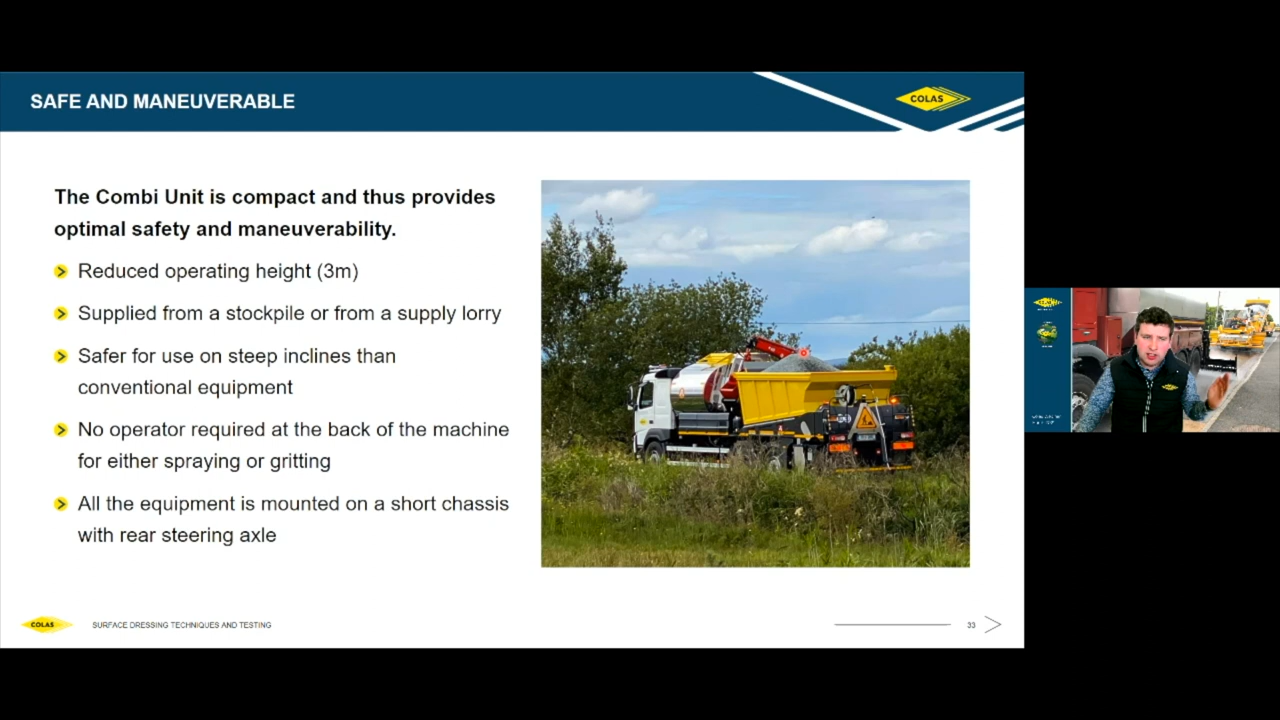 SAFE AND MANEUVERABLE
COLAS
The Combi Unit is compact and thus provides
optimal safety and maneuverability.
Reduced operating height (3m)
Supplied from a stockpile or from a supply lorry
Safer for use on steep inclines than
conventional equipment
No operator required at the back of the machine
for either spraying or gritting
All the equipment is mounted on a short chassis
with rear steering axle
COLAS
SURFACE DRESSING TECHNIQUES AND TESTING
33